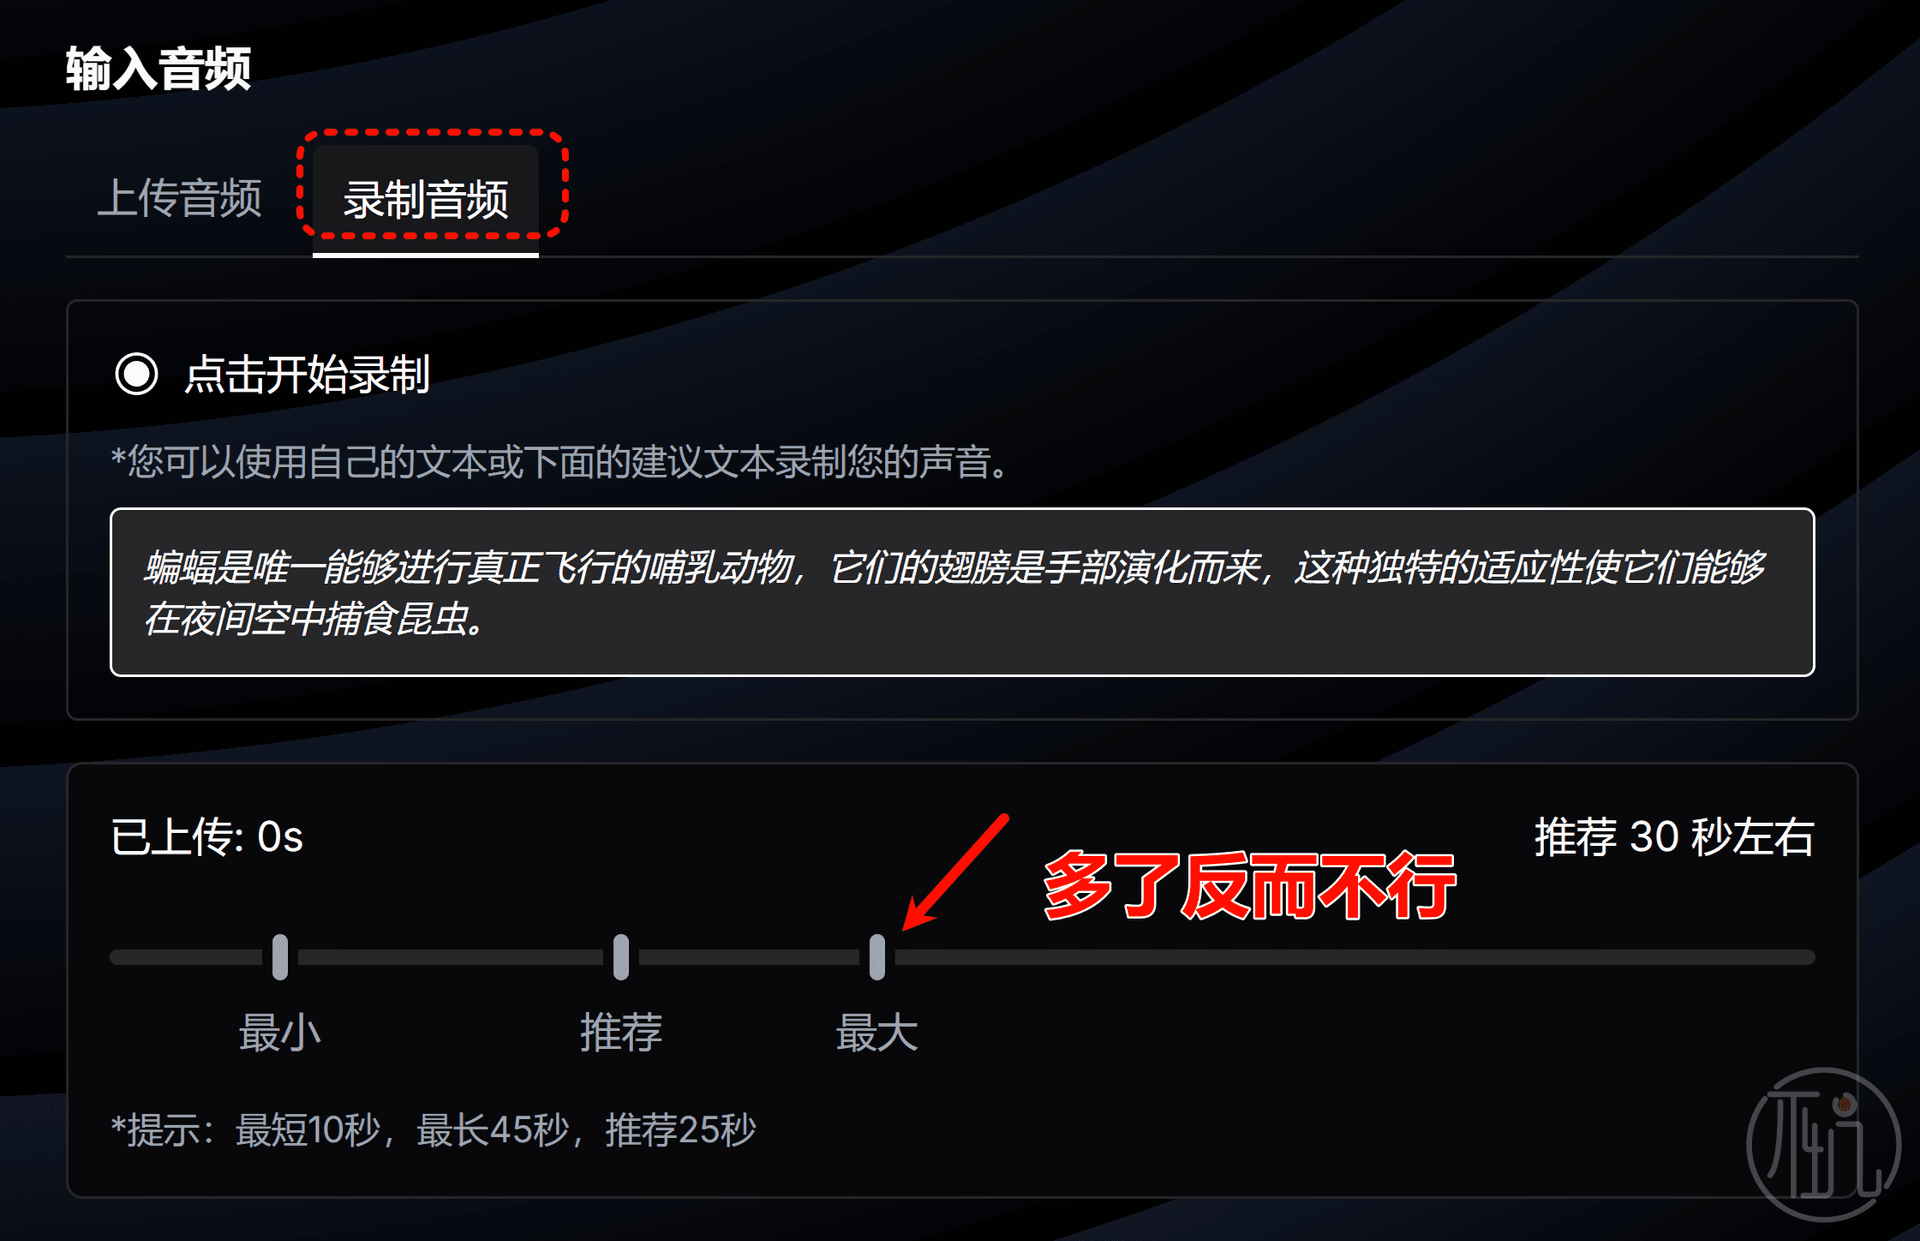 输入音频
上传音频
录制音频
点击开始录制
*您可以使用自己的文本或下面的建议文本录制您的声音。
蝙蝠是唯一能够进行真正飞行的哺乳动物，它们的翅膀是手部演化而来，这种独特的适应性使它们能够
在夜间空中捕食昆虫。
已上传: 0s
推荐 30 秒左右
多了反而不行
最小
推荐
最大
*提示：最短10秒，最长45秒，推荐25秒